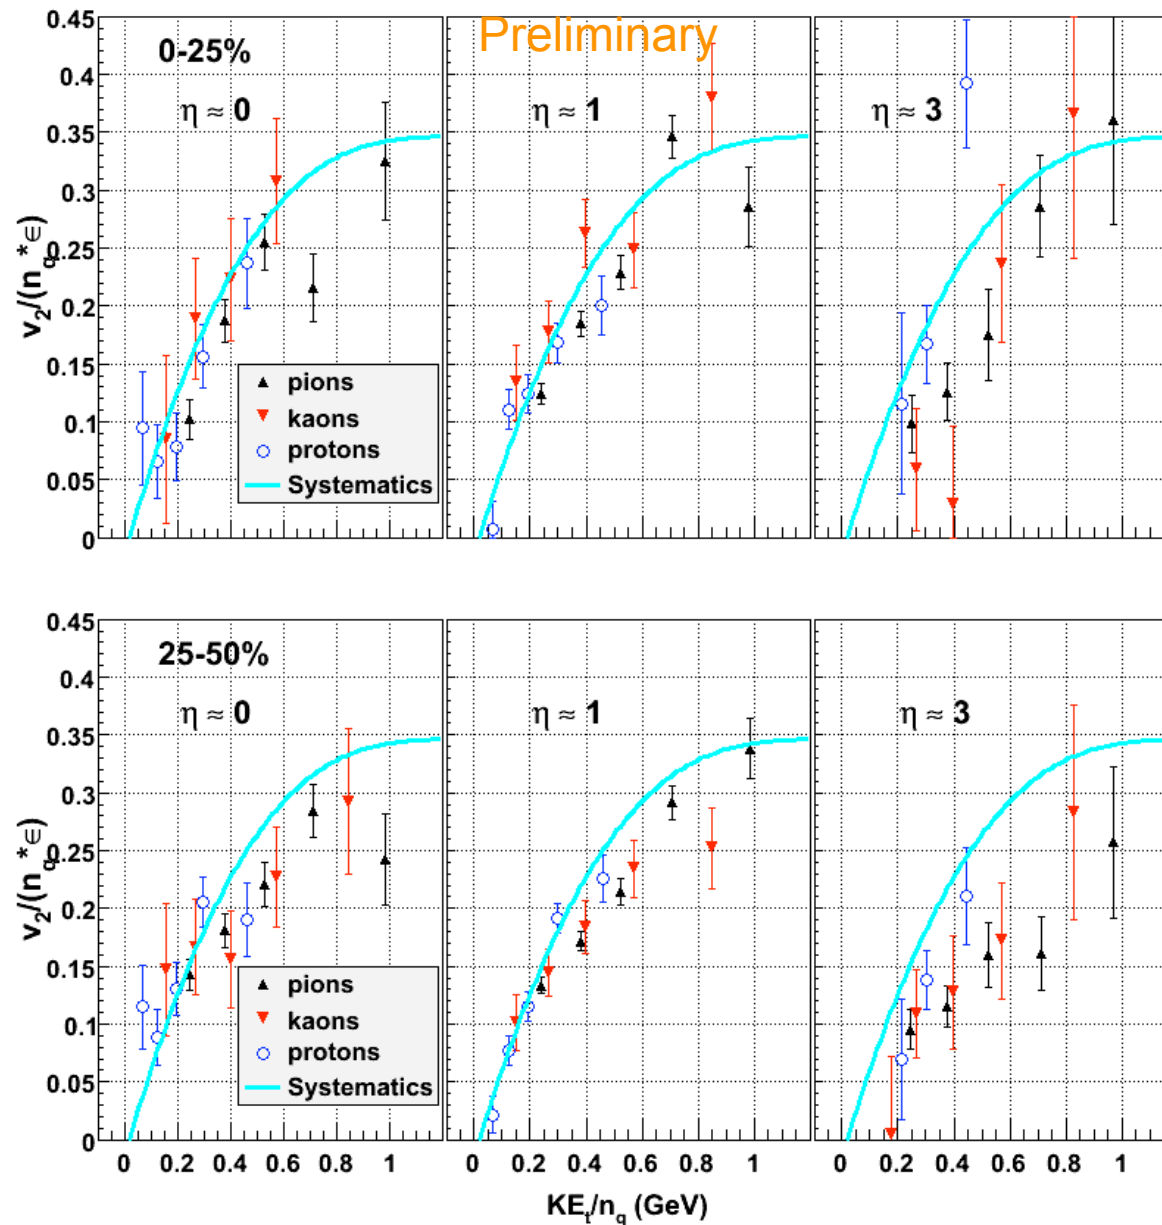 Preliminary
0-25%
η ≈ 0
η ≈ 1
η ≈ 3
0.45
0.4
0.35
0.3
0.25
0.2
0.15
0.1
0.05
0
v₂/(n_q*∈)
pions
kaons
protons
Systematics
25-50%
η ≈ 0
η ≈ 1
η ≈ 3
0.45
0.4
0.35
0.3
0.25
0.2
0.15
0.1
0.05
0
v₂/(n_q*∈)
pions
kaons
protons
Systematics
0 0.2 0.4 0.6 0.8 1
0 0.2 0.4 0.6 0.8 1
0 0.2 0.4 0.6 0.8 1
KE_t/n_q (GeV)